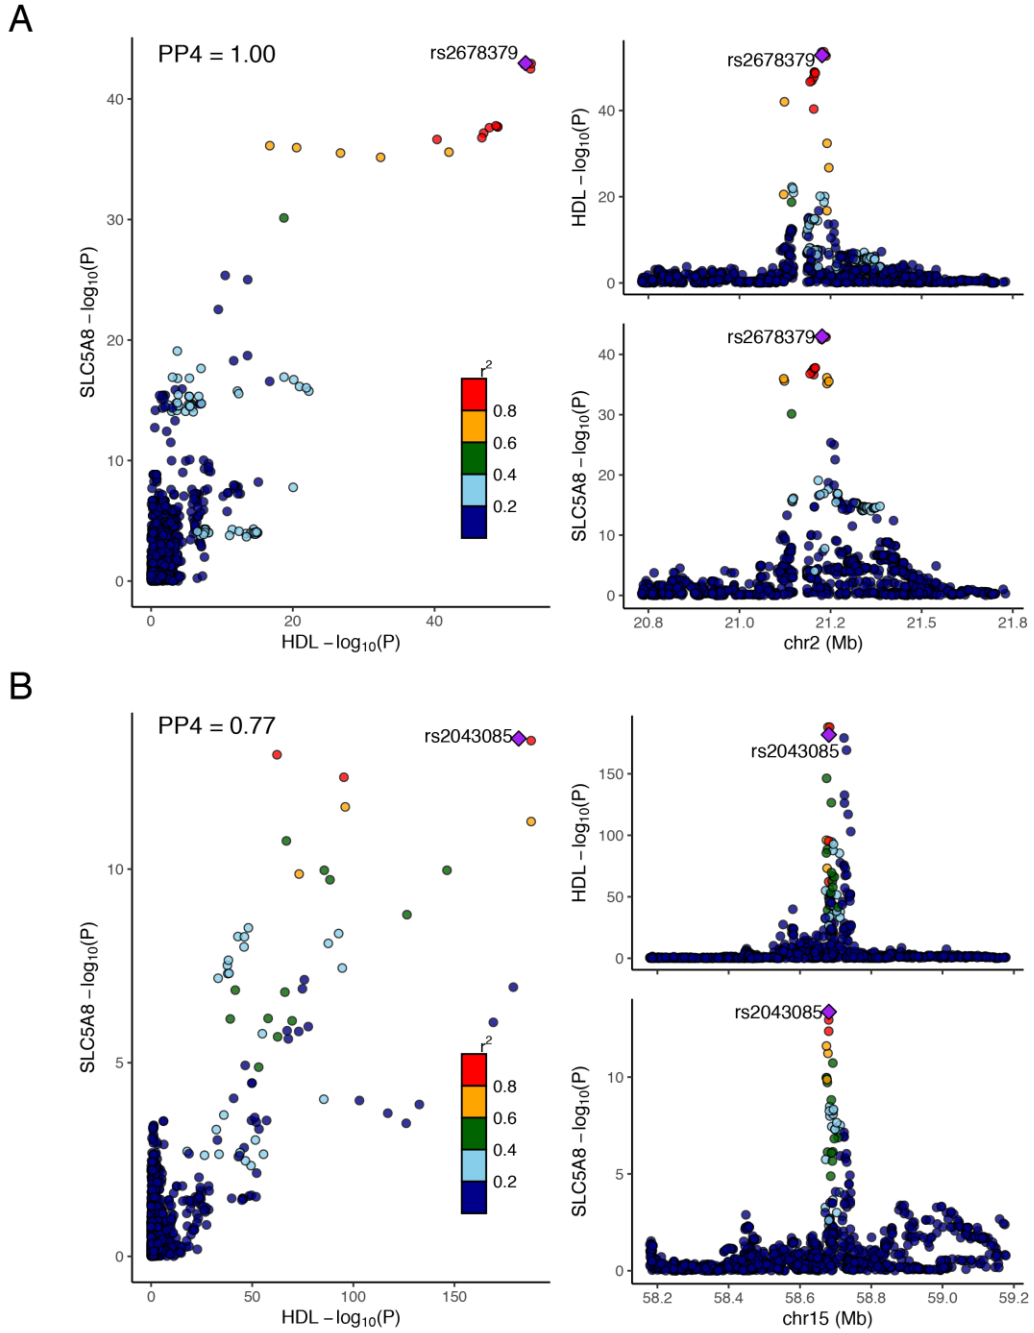 A
PP4 = 1.00
rs2678379
SLC5A8 −log10(P)
40
30
20
10
0
r2
0.8
0.6
0.4
0.2
0
20
40
HDL −log10(P)
rs2678379
HDL −log10(P)
40
20
0
rs2678379
SLC5A8 −log10(P)
40
30
20
10
0
20.8
21.0
21.2
21.5
21.8
chr2 (Mb)
B
PP4 = 0.77
rs2043085
SLC5A8 −log10(P)
10
5
0
r2
0.8
0.6
0.4
0.2
0
50
100
150
HDL −log10(P)
rs2043085
HDL −log10(P)
150
100
50
0
rs2043085
SLC5A8 −log10(P)
10
5
0
58.2
58.4
58.6
58.8
59.0
59.2
chr15 (Mb)